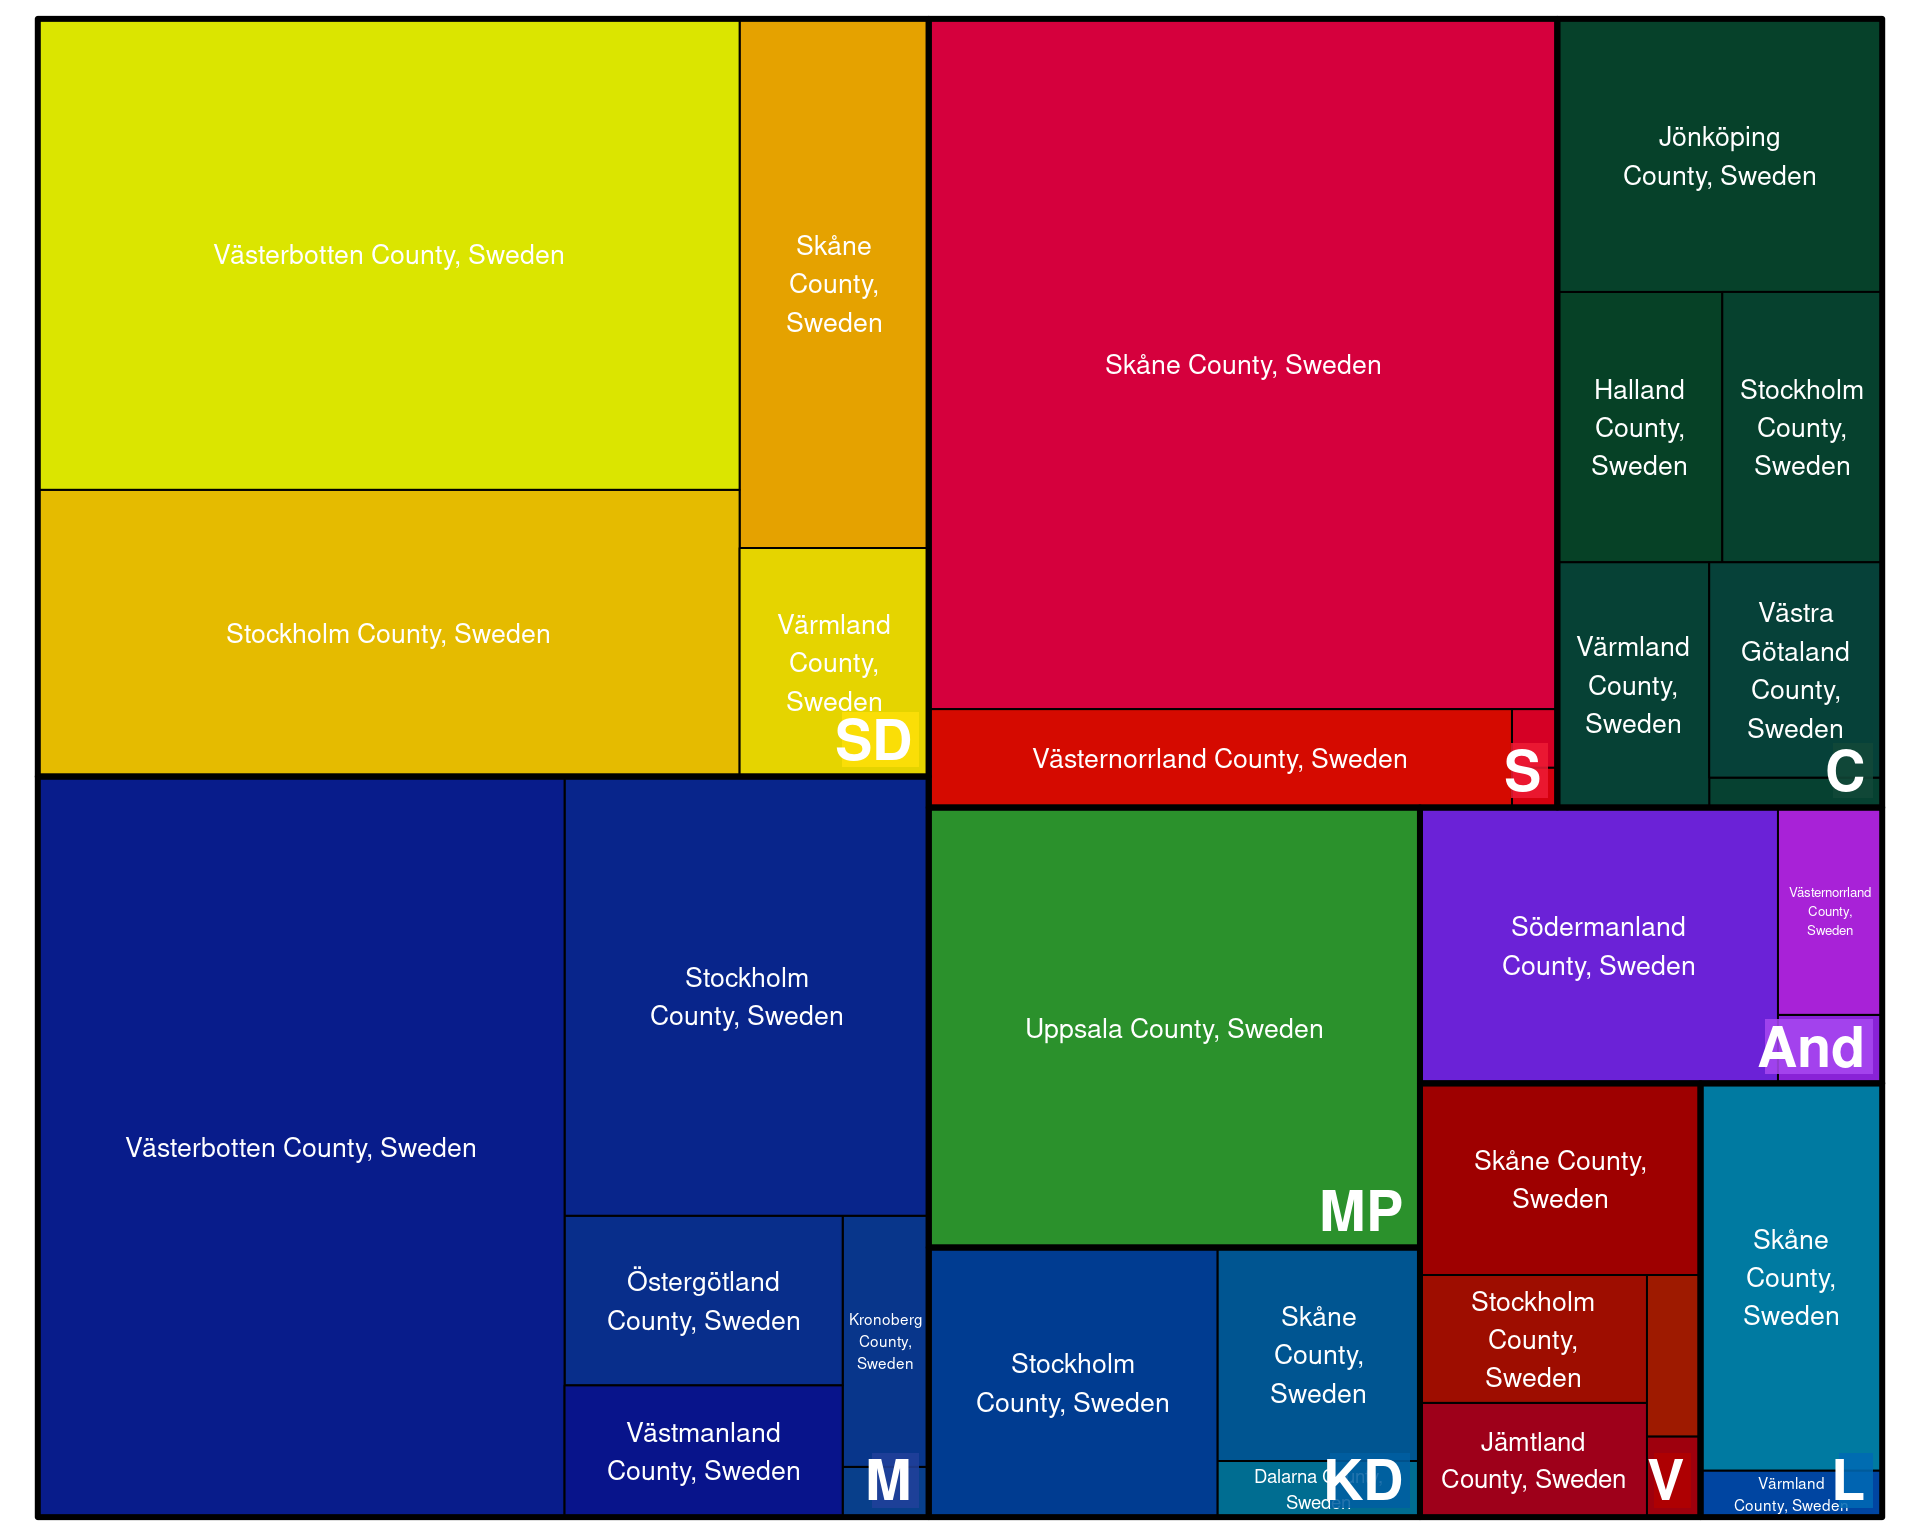 Västerbotten County, Sweden
Skåne
County,
Sweden
Stockholm County, Sweden
Värmland
County,
Sweden
SD
Skåne County, Sweden
Västernorrland County, Sweden
S
Jönköping
County, Sweden
Halland
County,
Sweden
Stockholm
County,
Sweden
Värmland
County,
Sweden
Västra
Götaland
County,
Sweden
C
Västerbotten County, Sweden
Stockholm
County, Sweden
Östergötland
County, Sweden
Kronoberg
County,
Sweden
Västmanland
County, Sweden
M
Uppsala County, Sweden
MP
Södermanland
County, Sweden
Västernorrland
County,
Sweden
And
Stockholm
County, Sweden
Skåne
County,
Sweden
Dalarna County,
Sweden
KD
Skåne County,
Sweden
Stockholm
County,
Sweden
Jämtland
County, Sweden
V
Skåne
County,
Sweden
Värmland
County, Sweden
L